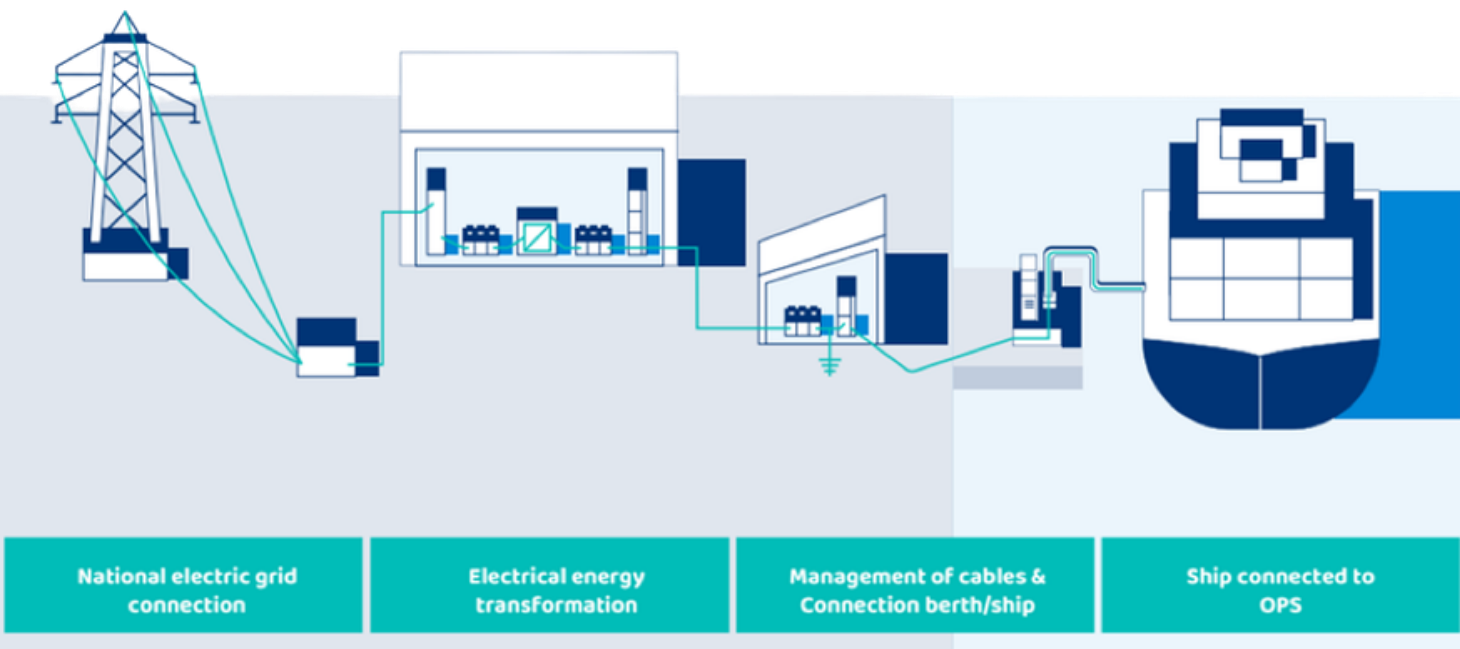 National electric grid
connection
Electrical energy
transformation
Management of cables &
Connection berth/ship
Ship connected to
OPS